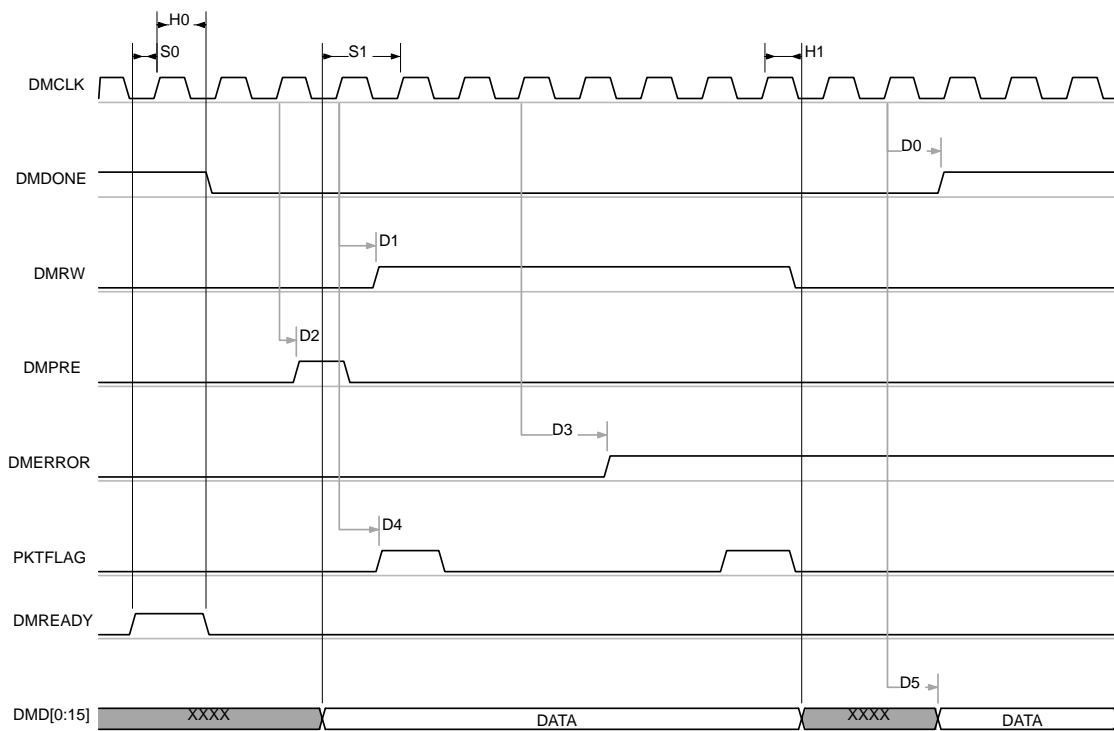 H0
S0
S1
H1
DMCLK
D0
DMDONE
D1
DMRW
D2
DMPRE
D3
DMERROR
D4
PKTFLAG
DMREADY
D5
DMD[0:15]
XXXX
DATA
XXXX
DATA